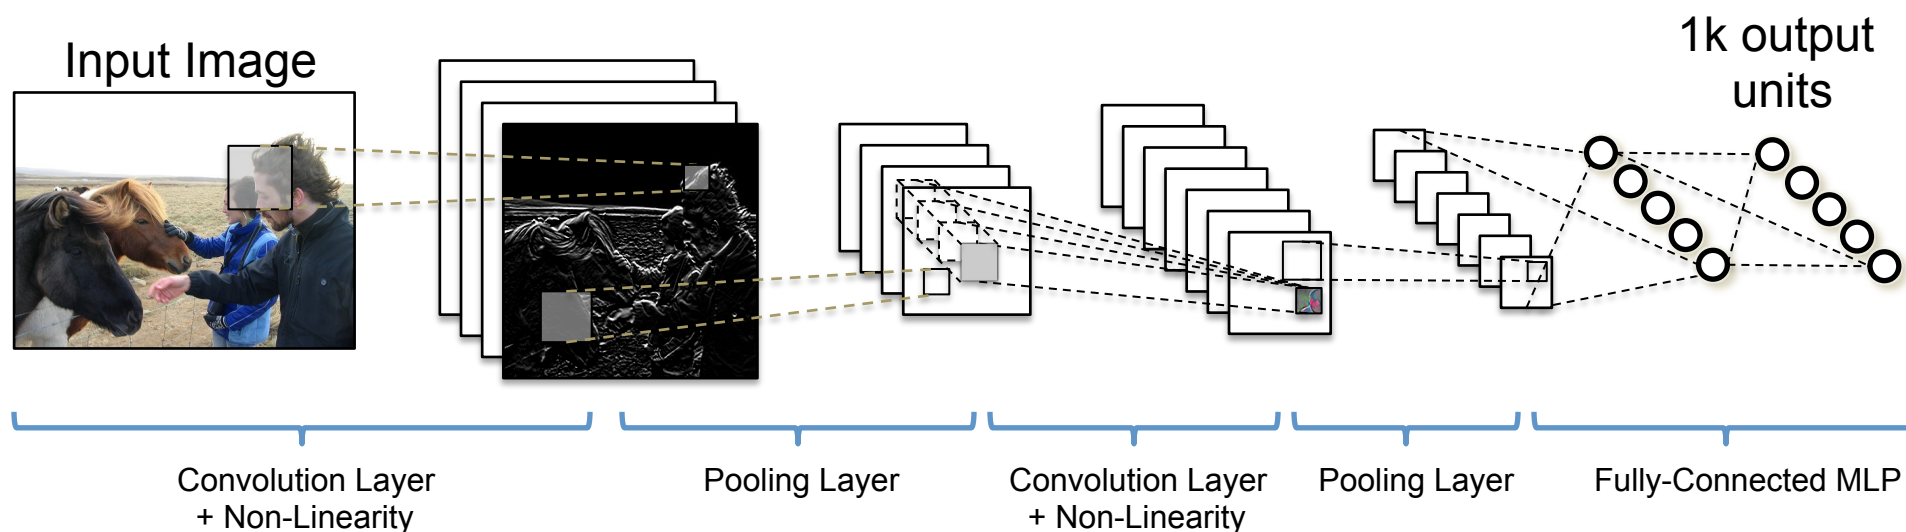 Input Image
1k output
units
Convolution Layer
+ Non-Linearity
Pooling Layer
Convolution Layer
+ Non-Linearity
Pooling Layer
Fully-Connected MLP